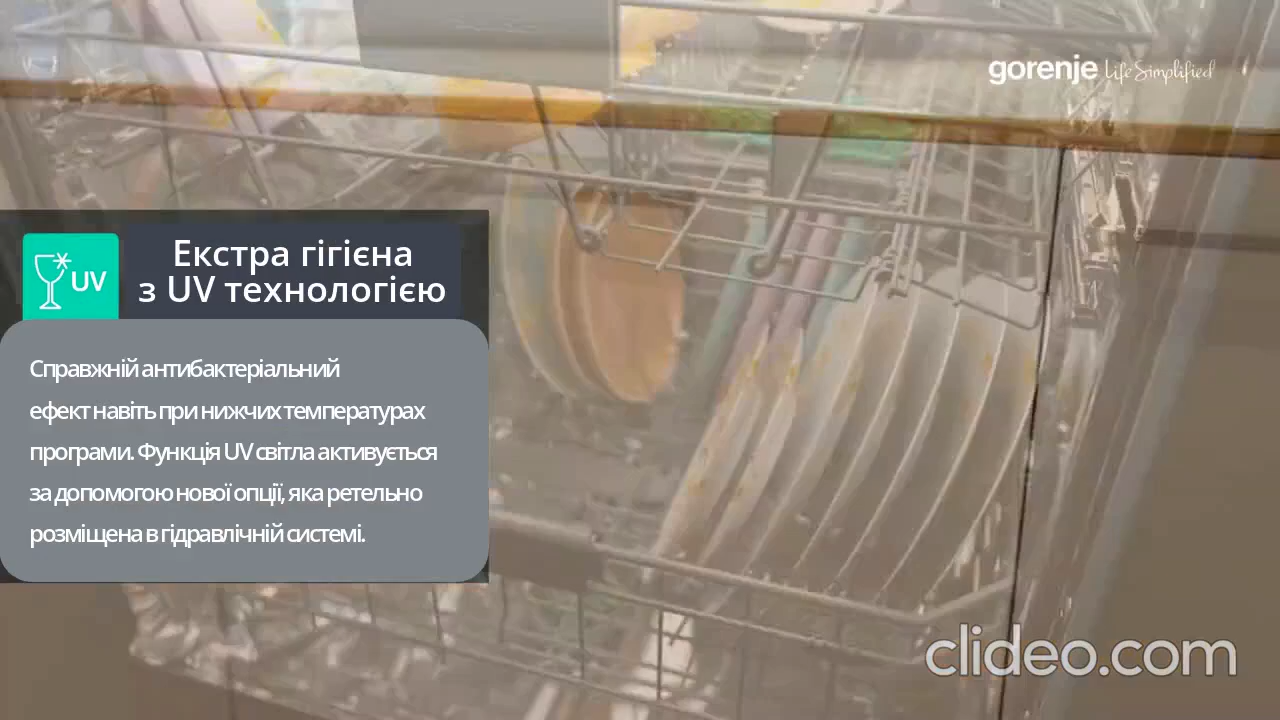 gorenje Life Simplified
UV
Екстра гігієна
з UV технологією
Справжній антибактеріальний
ефект навіть при нижчих температурах
програми. Функція UV світла активується
за допомогою нової опції, яка ретельно
розміщена в гідравлічній системі.
clideo.com